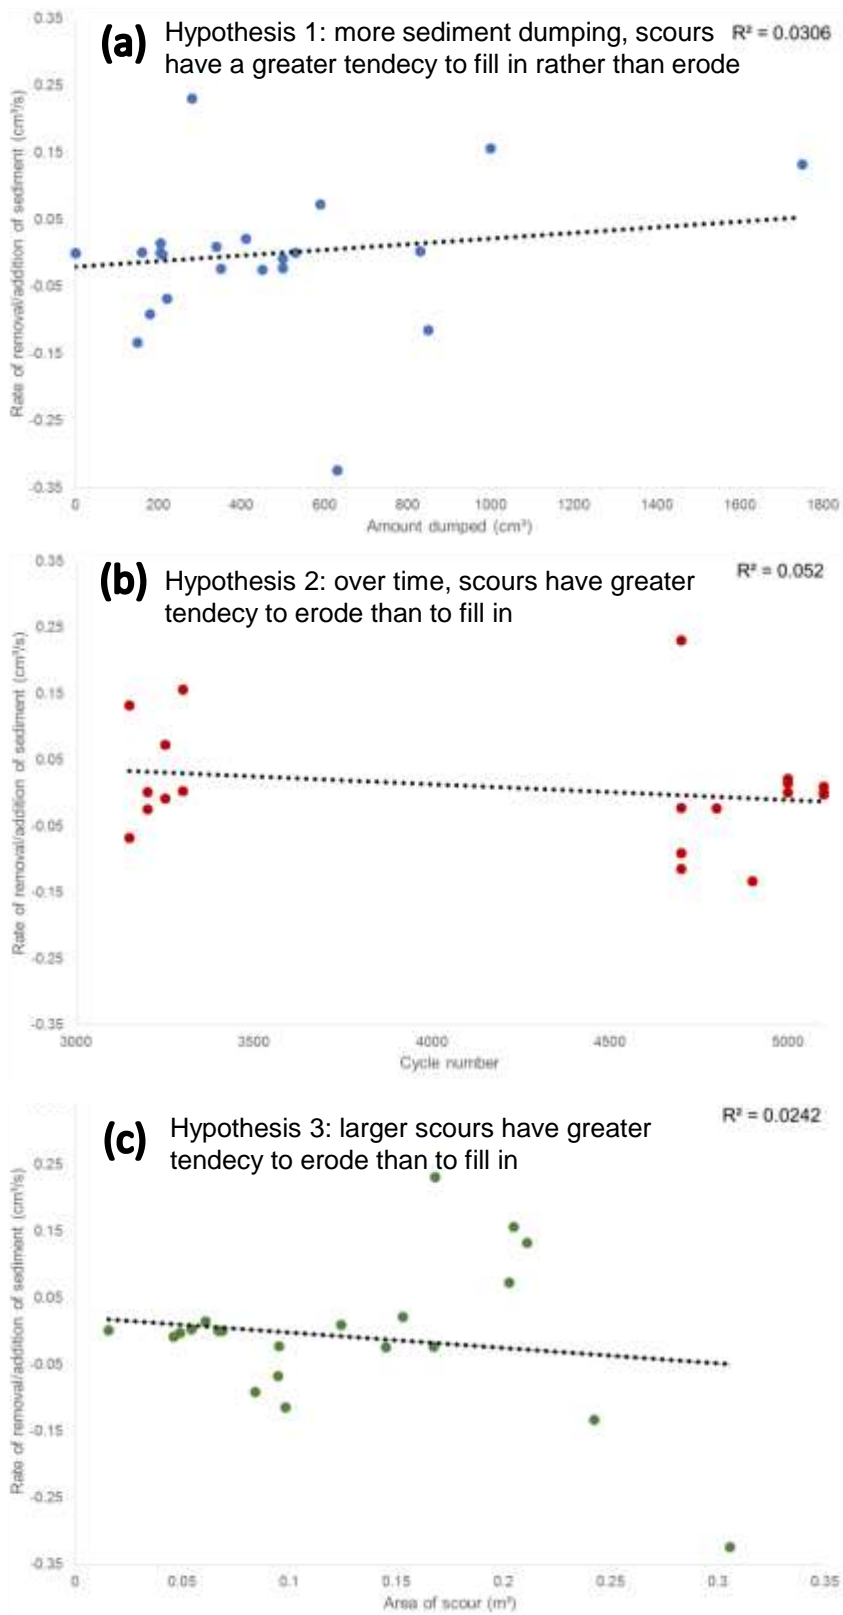 (a)
Hypothesis 1: more sediment dumping, scours
have a greater tendecy to fill in rather than erode
R² = 0.0306
Rate of removal/addition of sediment (cm³/s)
0.35
0.25
0.15
0.05
-0.05
-0.15
-0.25
-0.35
0 200 400 600 800 1000 1200 1400 1600 1800
Amount dumped (cm³)
(b)
Hypothesis 2: over time, scours have greater
tendecy to erode than to fill in
R² = 0.052
Rate of removal/addition of sediment (cm³/s)
0.35
0.25
0.15
0.05
-0.05
-0.15
-0.25
-0.35
3000 3500 4000 4500 5000
Cycle number
(c)
Hypothesis 3: larger scours have greater
tendecy to erode than to fill in
R² = 0.0242
Rate of removal/addition of sediment (cm³/s)
0.25
0.15
0.05
-0.05
-0.15
-0.25
-0.35
0 0.05 0.1 0.15 0.2 0.25 0.3 0.35
Area of scour (m²)